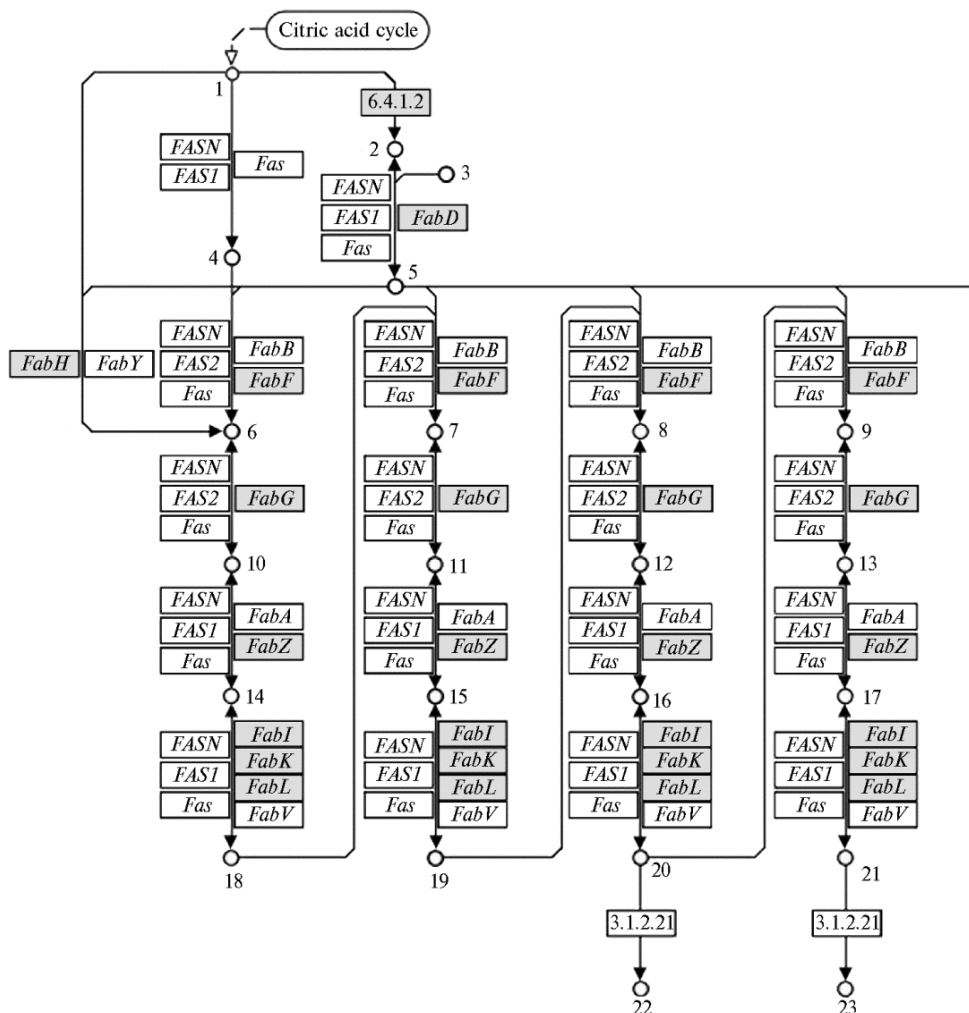 Citric acid cycle
1
6.4.1.2
2
3
FASN
FAS1
Fas
FASN
FAS1
Fas
FabD
4
5
FabH
FabY
FASN
FAS2
Fas
FabB
FabF
FASN
FAS2
Fas
FabB
FabF
FASN
FAS2
Fas
FabB
FabF
FASN
FAS2
Fas
FabB
FabF
6
7
8
9
FASN
FAS2
Fas
FabG
FASN
FAS2
Fas
FabG
FASN
FAS2
Fas
FabG
FASN
FAS2
Fas
FabG
10
11
12
13
FASN
FAS1
Fas
FabA
FabZ
FASN
FAS1
Fas
FabA
FabZ
FASN
FAS1
Fas
FabA
FabZ
FASN
FAS1
Fas
FabA
FabZ
14
15
16
17
FASN
FAS1
Fas
FabI
FabK
FabL
FabV
FASN
FAS1
Fas
FabI
FabK
FabL
FabV
FASN
FAS1
Fas
FabI
FabK
FabL
FabV
FASN
FAS1
Fas
FabI
FabK
FabL
FabV
18
19
20
21
3.1.2.21
3.1.2.21
22
23